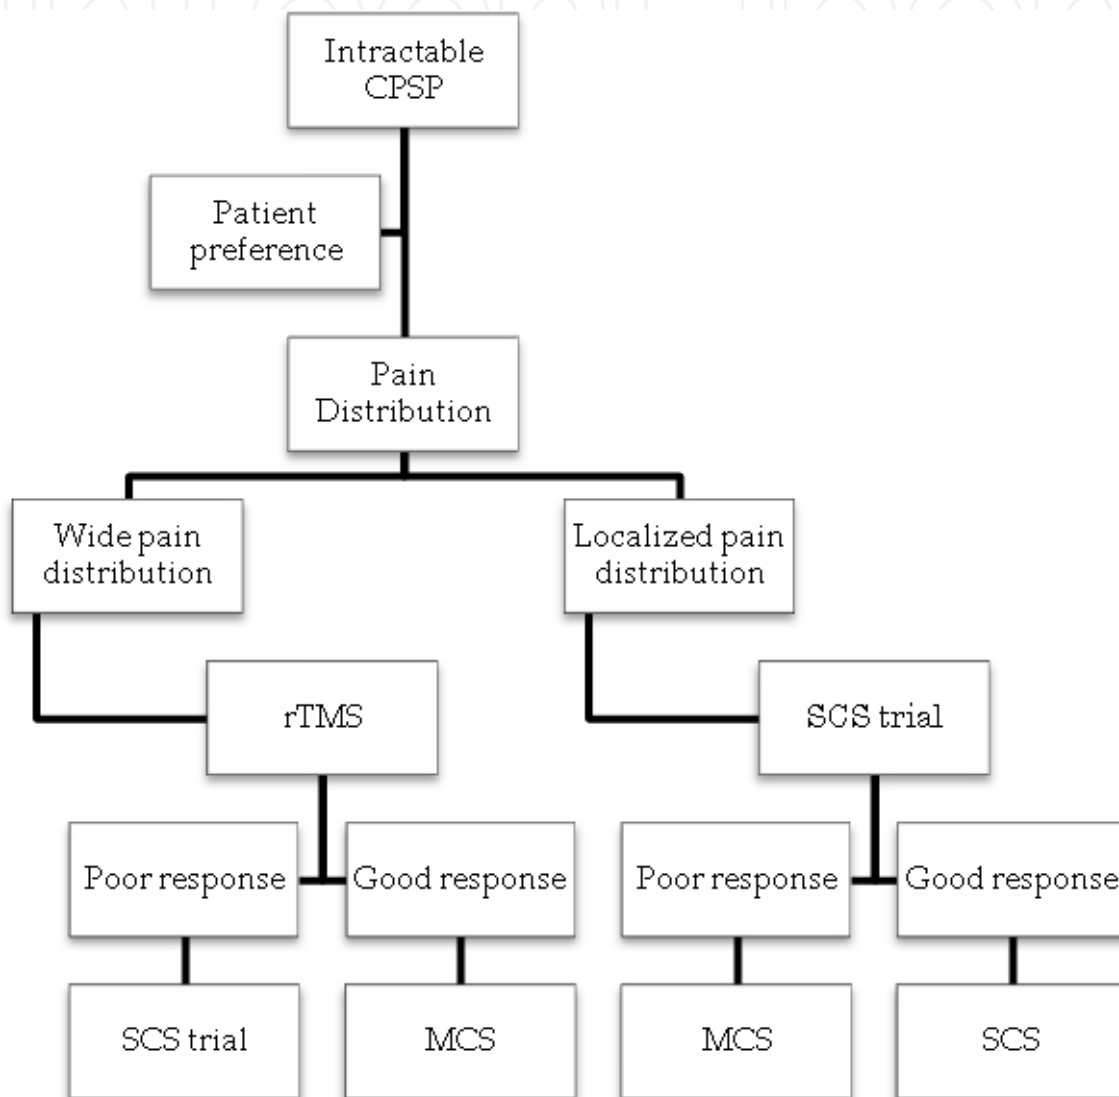 Intractable
CPSP
Patient
preference
Pain
Distribution
Wide pain
distribution
Localized pain
distribution
rTMS
SCS trial
Poor response
Good response
Poor response
Good response
SCS trial
MCS
MCS
SCS